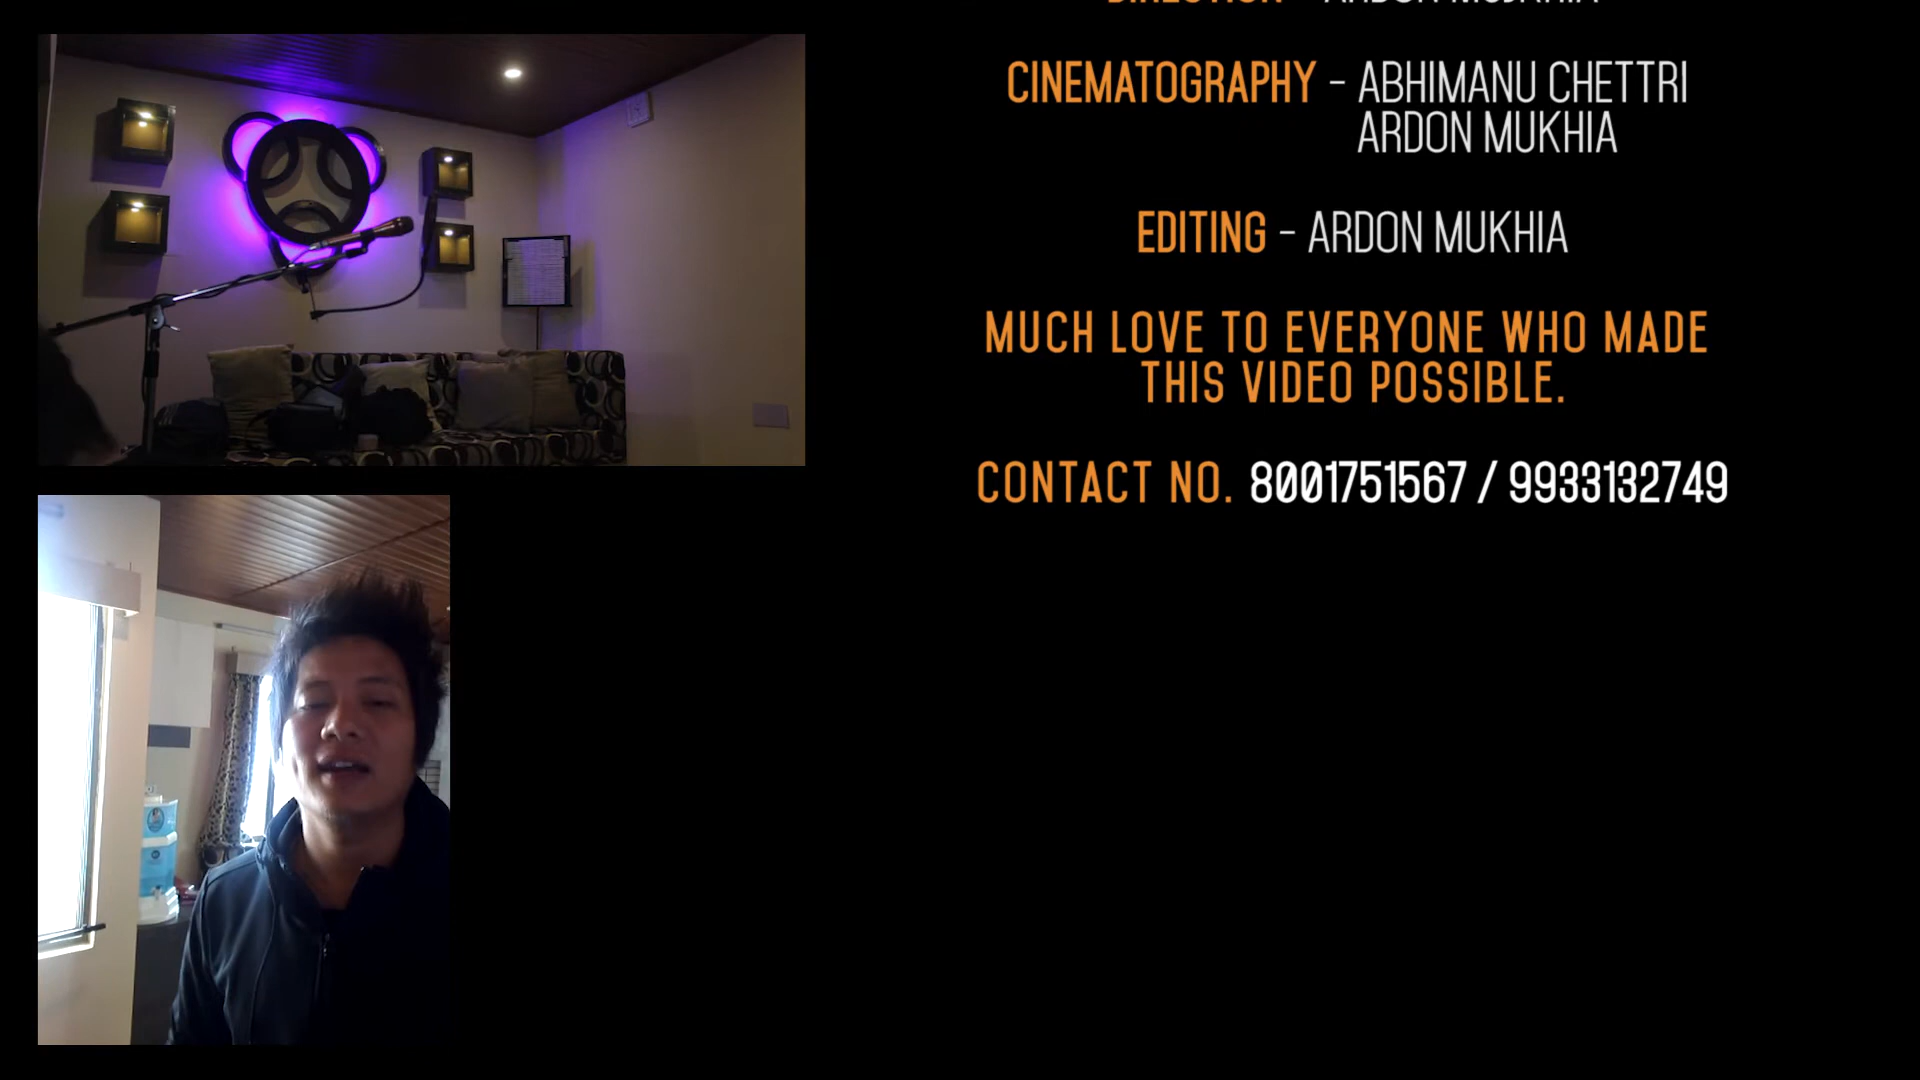 CINEMATOGRAPHY - ABHIMANU CHETTRI
ARDON MUKHIA
EDITING - ARDON MUKHIA
MUCH LOVE TO EVERYONE WHO MADE
THIS VIDEO POSSIBLE.
CONTACT NO. 8001751567 / 9933132749